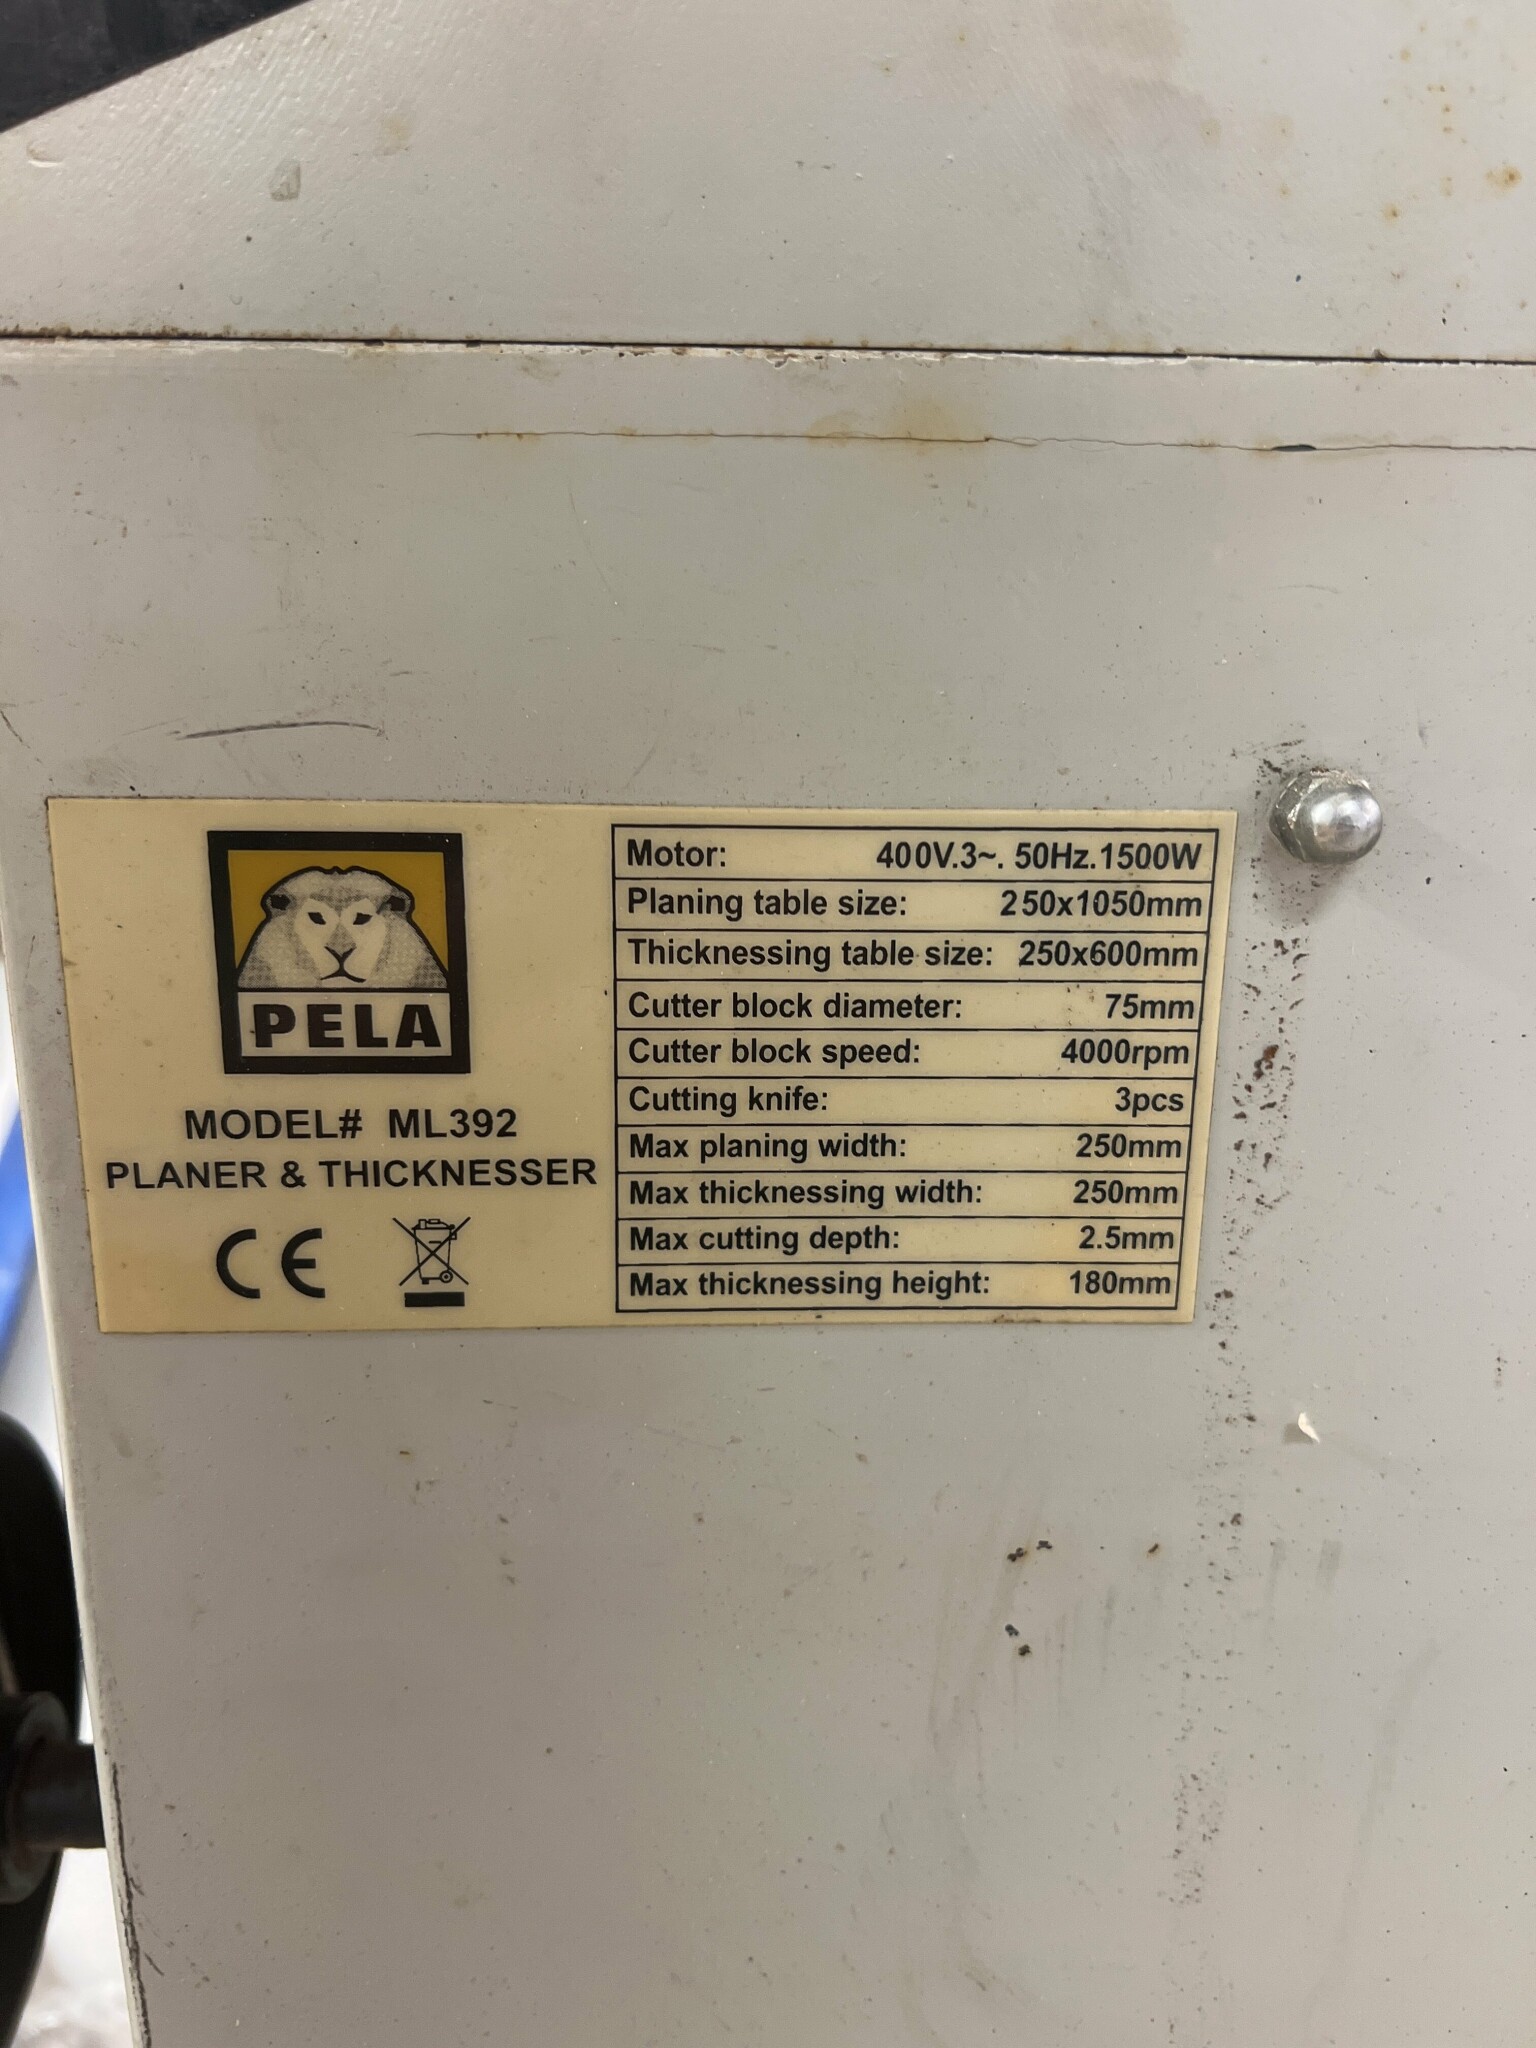 PELA
MODEL# ML392
PLANER & THICKNESSER
CE
Motor: 400V.3~. 50Hz.1500W
Planing table size: 250x1050mm
Thicknessing table size: 250x600mm
Cutter block diameter: 75mm
Cutter block speed: 4000rpm
Cutting knife: 3pcs
Max planing width: 250mm
Max thicknessing width: 250mm
Max cutting depth: 2.5mm
Max thicknessing height: 180mm